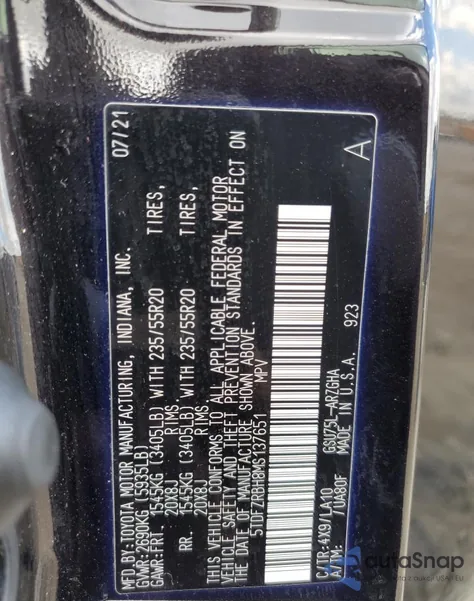 MFD.BY: TOYOTA MOTOR MANUFACTURING, INDIANA, INC. 07/21
GVWR: 2690KG (5935LB)
GAWR: FRT. 1545KG (3405LB) WITH 235/55R20 TIRES,
20X8J RIMS
RR. 1545KG (3405LB) WITH 235/55R20 TIRES,
20X8J RIMS
THIS VEHICLE CONFORMS TO ALL APPLICABLE FEDERAL MOTOR
VEHICLE SAFETY AND THEFT PREVENTION STANDARDS IN EFFECT ON
THE DATE OF MANUFACTURE SHOWN ABOVE.
5TDFZRBH8MS137651 MPV
A
C/TR: 4X9/LA10 GSU75L-ARZGHA
A/TM: /UA80F MADE IN U.S.A. 923
autoSnap